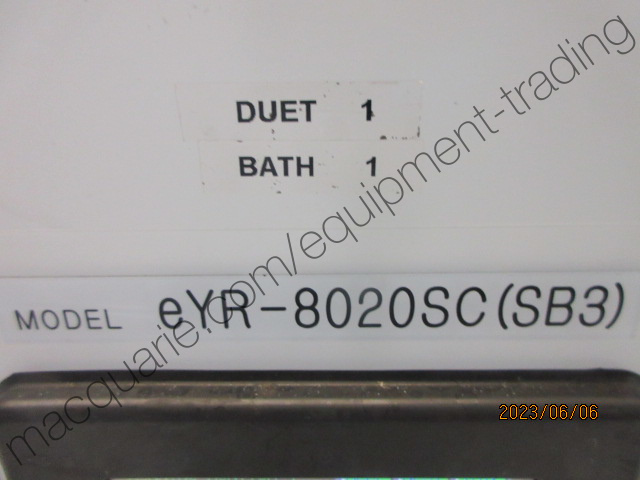 DUET 1
BATH 1
MODEL eYR-8020SC(SB3)
2023/06/06
macquarie.com/equipment-trading